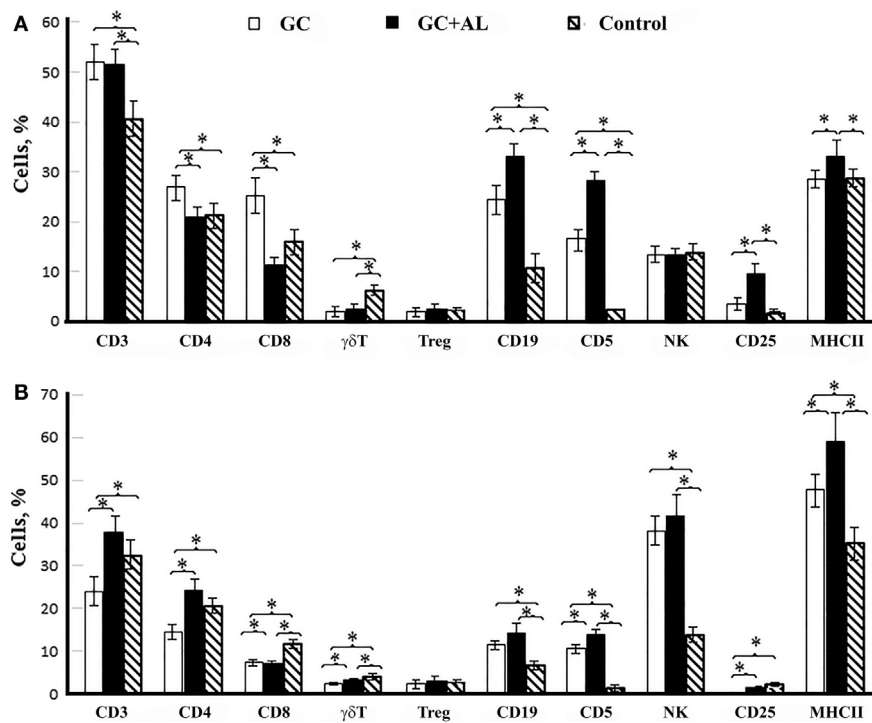 A
GC
GC+AL
Control
Cells, %
60
50
40
30
20
10
0
* * * * * * * * * * * * * * * * * * *
CD3 CD4 CD8 γδT Treg CD19 CD5 NK CD25 MHCII
B
Cells, %
70
60
50
40
30
20
10
0
* * * * * * * * * * * * * * * * * * * * * * *
CD3 CD4 CD8 γδT Treg CD19 CD5 NK CD25 MHCII